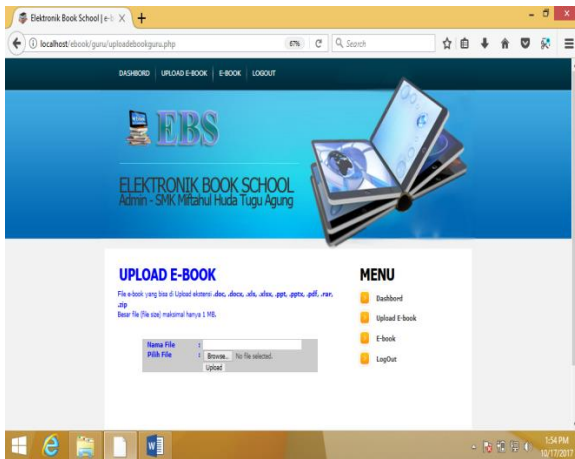 Elektronik Book School | e-b
localhost/ebook/guru/uploadebookguru.php
67%
Search
DASHBORD
UPLOAD E-BOOK
E-BOOK
LOGOUT
EBS
ELEKTRONIK BOOK SCHOOL
Admin - SMK Miftahul Huda Tugu Agung
UPLOAD E-BOOK
File e-book yang bisa di Upload ekstensi .doc, .docx, .xls, .xlsx, .ppt, .pptx, .pdf, .rar,
.zip
Besar file (file size) maksimal hanya 1 MB.
Nama File :
Pilih File : Browse... No file selected.
Upload
MENU
Dashbord
Upload E-book
E-book
LogOut
1:54 PM
10/17/2017